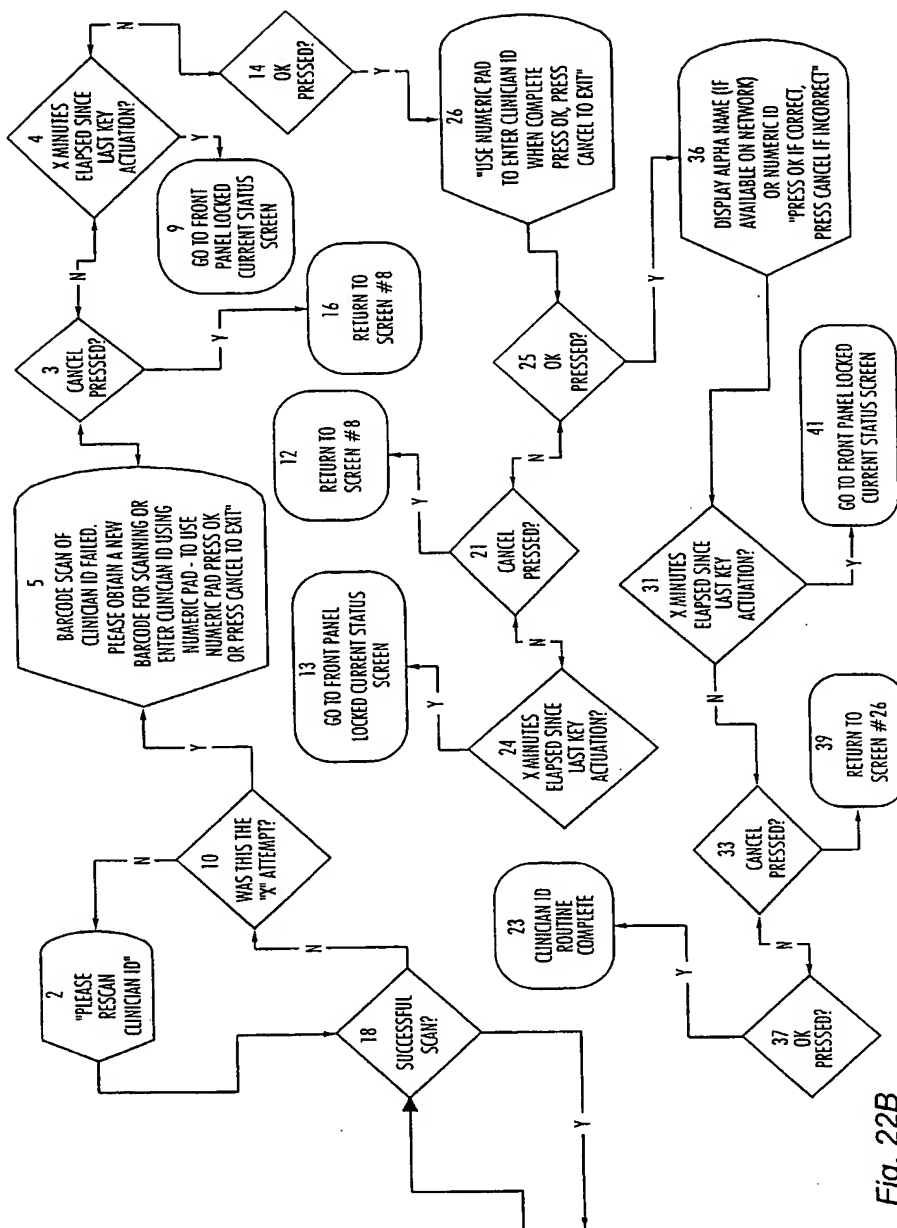 2
"PLEASE
RESCAN
CLINICIAN ID"
18
SUCCESSFUL
SCAN?
N
Y
10
WAS THIS THE
"X" ATTEMPT?
N
Y
5
BARCODE SCAN OF
CLINICIAN ID FAILED.
PLEASE OBTAIN A NEW
BARCODE FOR SCANNING OR
ENTER CLINICIAN ID USING
NUMERIC PAD - TO USE
NUMERIC PAD PRESS OK
OR PRESS CANCEL TO EXIT"
3
CANCEL
PRESSED?
N
Y
16
RETURN TO
SCREEN #8
4
X MINUTES
ELAPSED SINCE
LAST KEY
ACTUATION?
N
Y
9
GO TO FRONT
PANEL LOCKED
CURRENT STATUS
SCREEN
14
OK
PRESSED?
Y
26
"USE NUMERIC PAD
TO ENTER CLINICIAN ID
WHEN COMPLETE
PRESS OK, PRESS
CANCEL TO EXIT"
25
OK
PRESSED?
N
Y
21
CANCEL
PRESSED?
Y
N
12
RETURN TO
SCREEN #8
24
X MINUTES
ELAPSED SINCE
LAST KEY
ACTUATION?
Y
13
GO TO FRONT PANEL
LOCKED CURRENT STATUS
SCREEN
36
DISPLAY ALPHA NAME (IF
AVAILABLE ON NETWORK)
OR NUMERIC ID
"PRESS OK IF CORRECT,
PRESS CANCEL IF INCORRECT"
31
X MINUTES
ELAPSED SINCE
LAST KEY
ACTUATION?
N
Y
41
GO TO FRONT PANEL LOCKED
CURRENT STATUS SCREEN
33
CANCEL
PRESSED?
N
Y
39
RETURN TO
SCREEN #26
37
OK
PRESSED?
Y
23
CLINICIAN ID
ROUTINE
COMPLETE
Fig. 22B